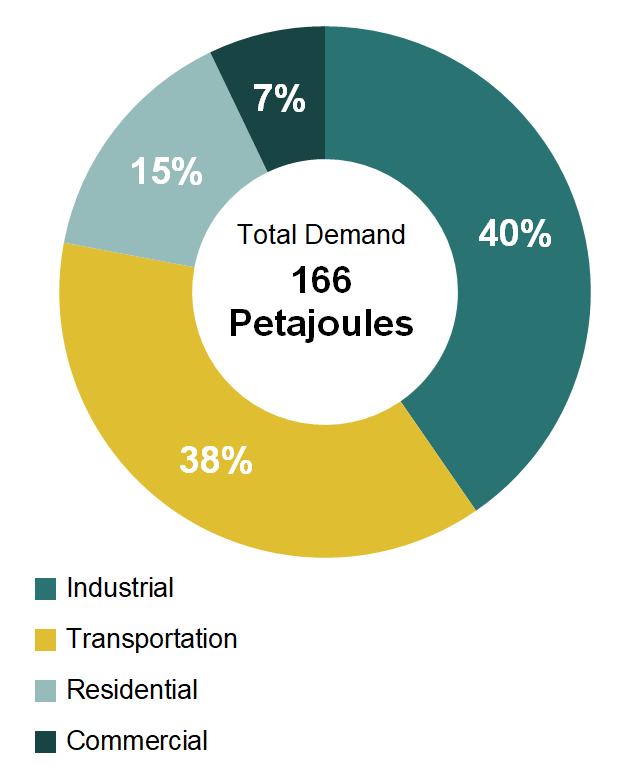 7%
15%
40%
Total Demand
166
Petajoules
38%
Industrial
Transportation
Residential
Commercial